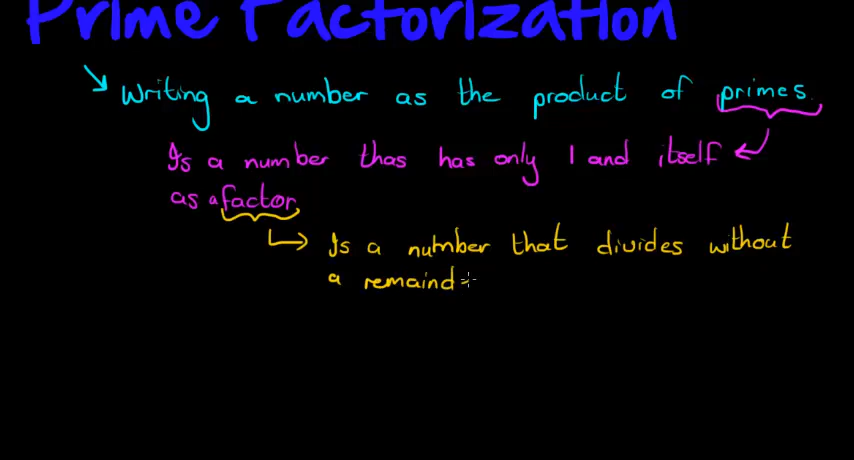 Prime Factorization
Writing a number as the product of primes.
Is a number thas has only 1 and itself
as a factor
Is a number that divides without
a remaind